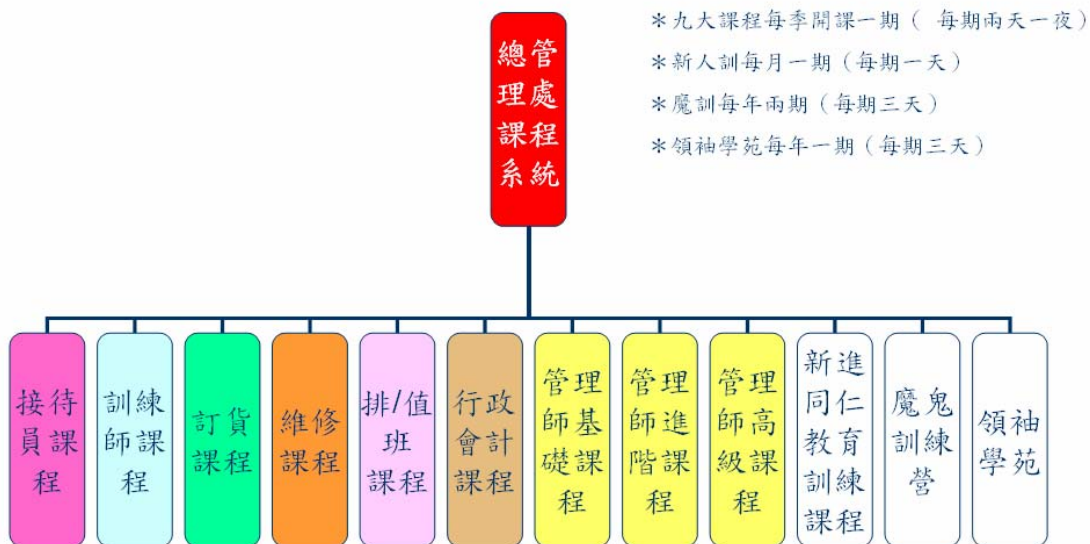 總管
理處
課程
系統
＊九大課程每季開課一期（ 每期兩天一夜）
＊新人訓每月一期（每期一天）
＊魔訓每年兩期（每期三天）
＊領袖學苑每年一期（每期三天）
接待
員課
程
訓練
師課
程
訂貨
課程
維修
課程
排/值
班
課程
行政
會計
課程
管理
師基
礎課
程
管理
師進
階課
程
管理
師高
級課
程
新進
同仁
教育
訓練
課程
魔鬼
訓練
營
領袖
學苑